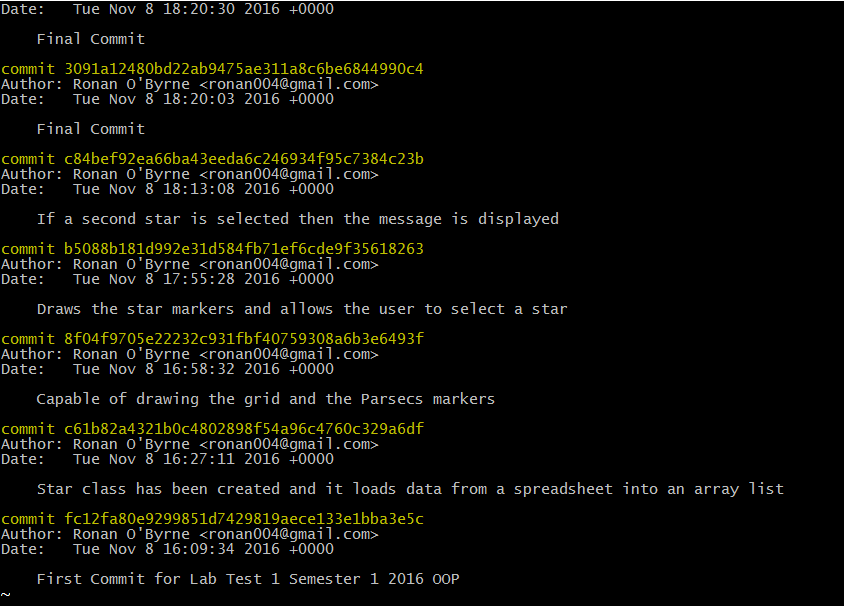 Date:   Tue Nov 8 18:20:30 2016 +0000
Final Commit
commit 3091a12480bd22ab9475ae311a8c6be6844990c4
Author: Ronan O'Byrne <ronan004@gmail.com>
Date:   Tue Nov 8 18:20:03 2016 +0000
Final Commit
commit c84bef92ea66ba43eeda6c246934f95c7384c23b
Author: Ronan O'Byrne <ronan004@gmail.com>
Date:   Tue Nov 8 18:13:08 2016 +0000
If a second star is selected then the message is displayed
commit b5088b181d992e31d584fb71ef6cde9f35618263
Author: Ronan O'Byrne <ronan004@gmail.com>
Date:   Tue Nov 8 17:55:28 2016 +0000
Draws the star markers and allows the user to select a star
commit 8f04f9705e22232c931fbf40759308a6b3e6493f
Author: Ronan O'Byrne <ronan004@gmail.com>
Date:   Tue Nov 8 16:58:32 2016 +0000
Capable of drawing the grid and the Parsecs markers
commit c61b82a4321b0c4802898f54a96c4760c329a6df
Author: Ronan O'Byrne <ronan004@gmail.com>
Date:   Tue Nov 8 16:27:11 2016 +0000
Star class has been created and it loads data from a spreadsheet into an array list
commit fc12fa80e9299851d7429819aece133e1bba3e5c
Author: Ronan O'Byrne <ronan004@gmail.com>
Date:   Tue Nov 8 16:09:34 2016 +0000
First Commit for Lab Test 1 Semester 1 2016 OOP
~